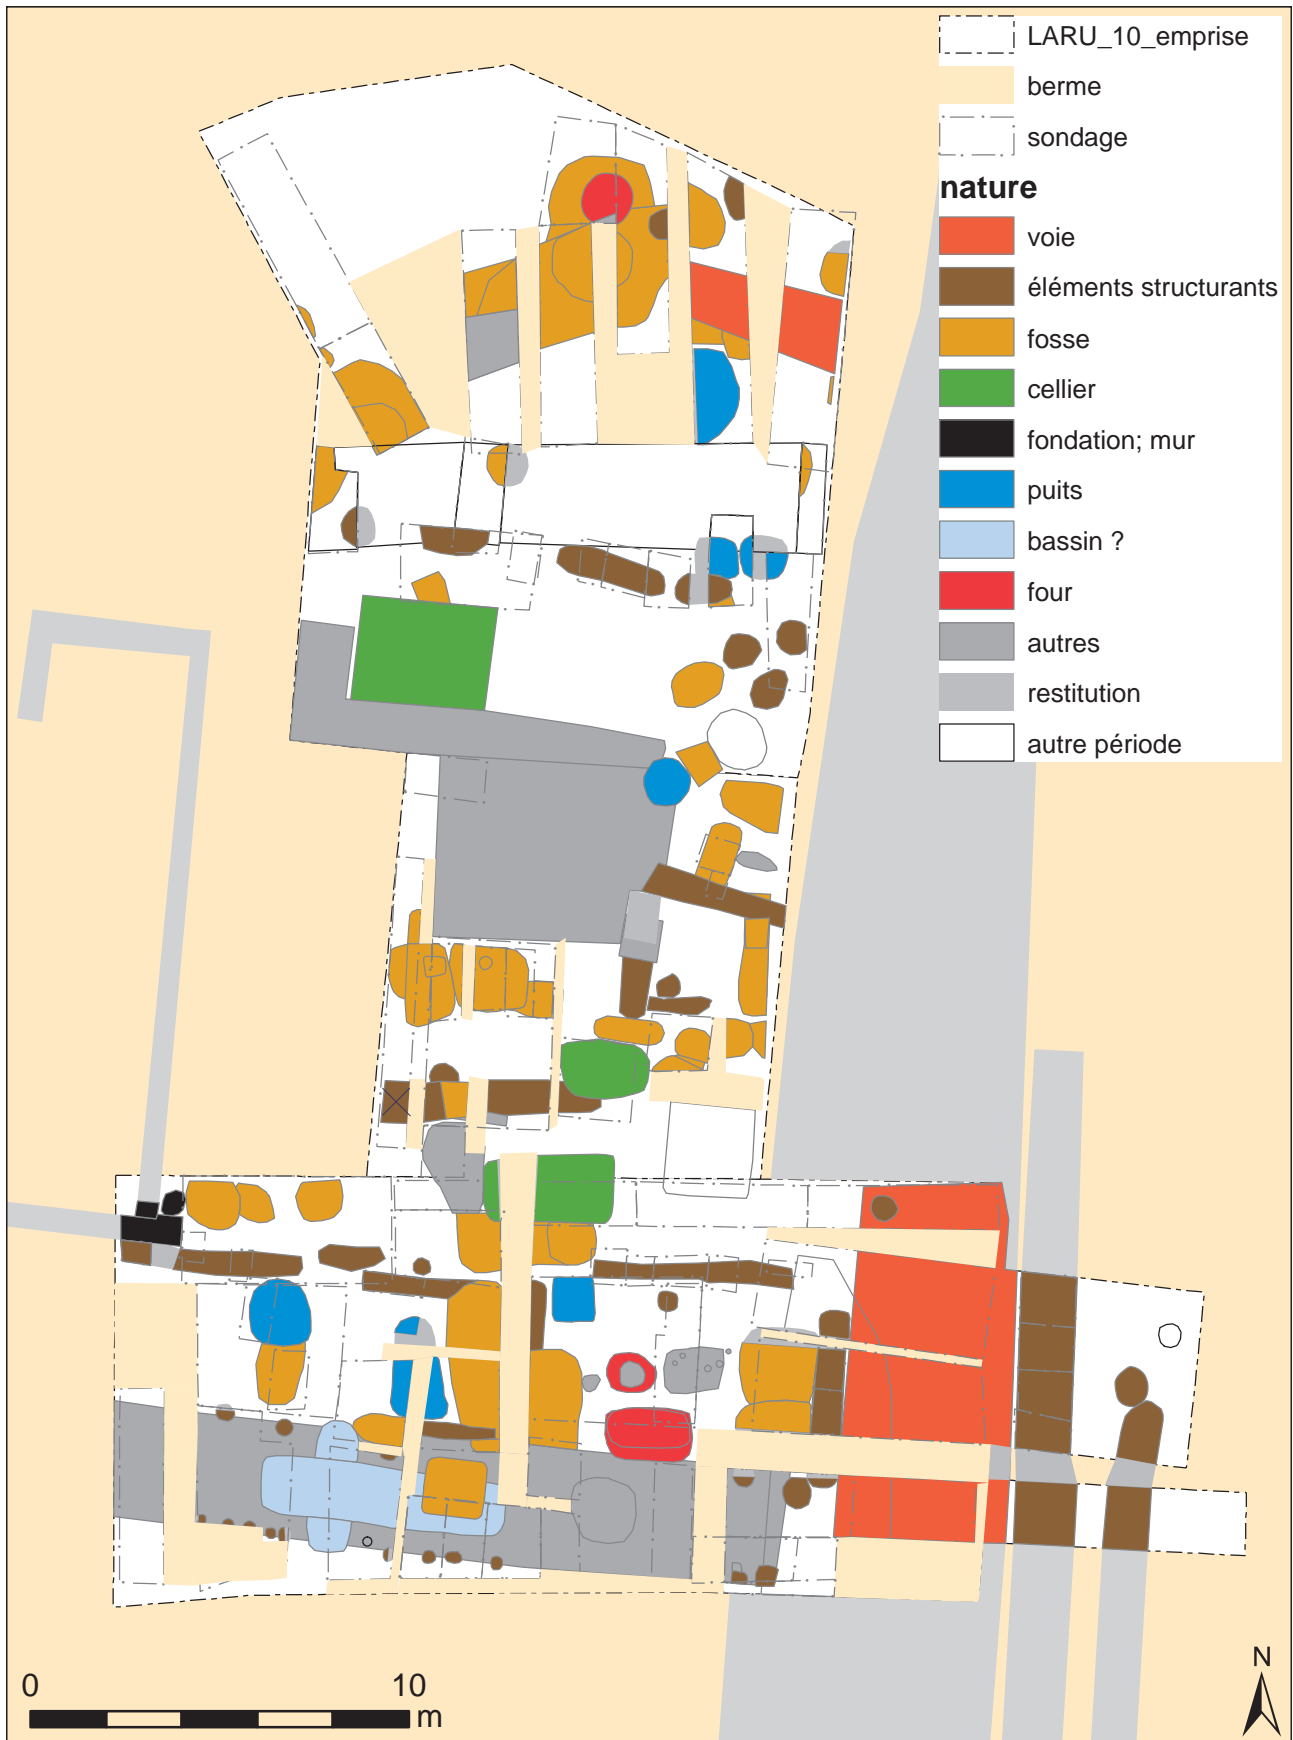 LARU_10_emprise
berme
sondage
nature
voie
éléments structurants
fosse
cellier
fondation; mur
puits
bassin ?
four
autres
restitution
autre période
0 10
m
N